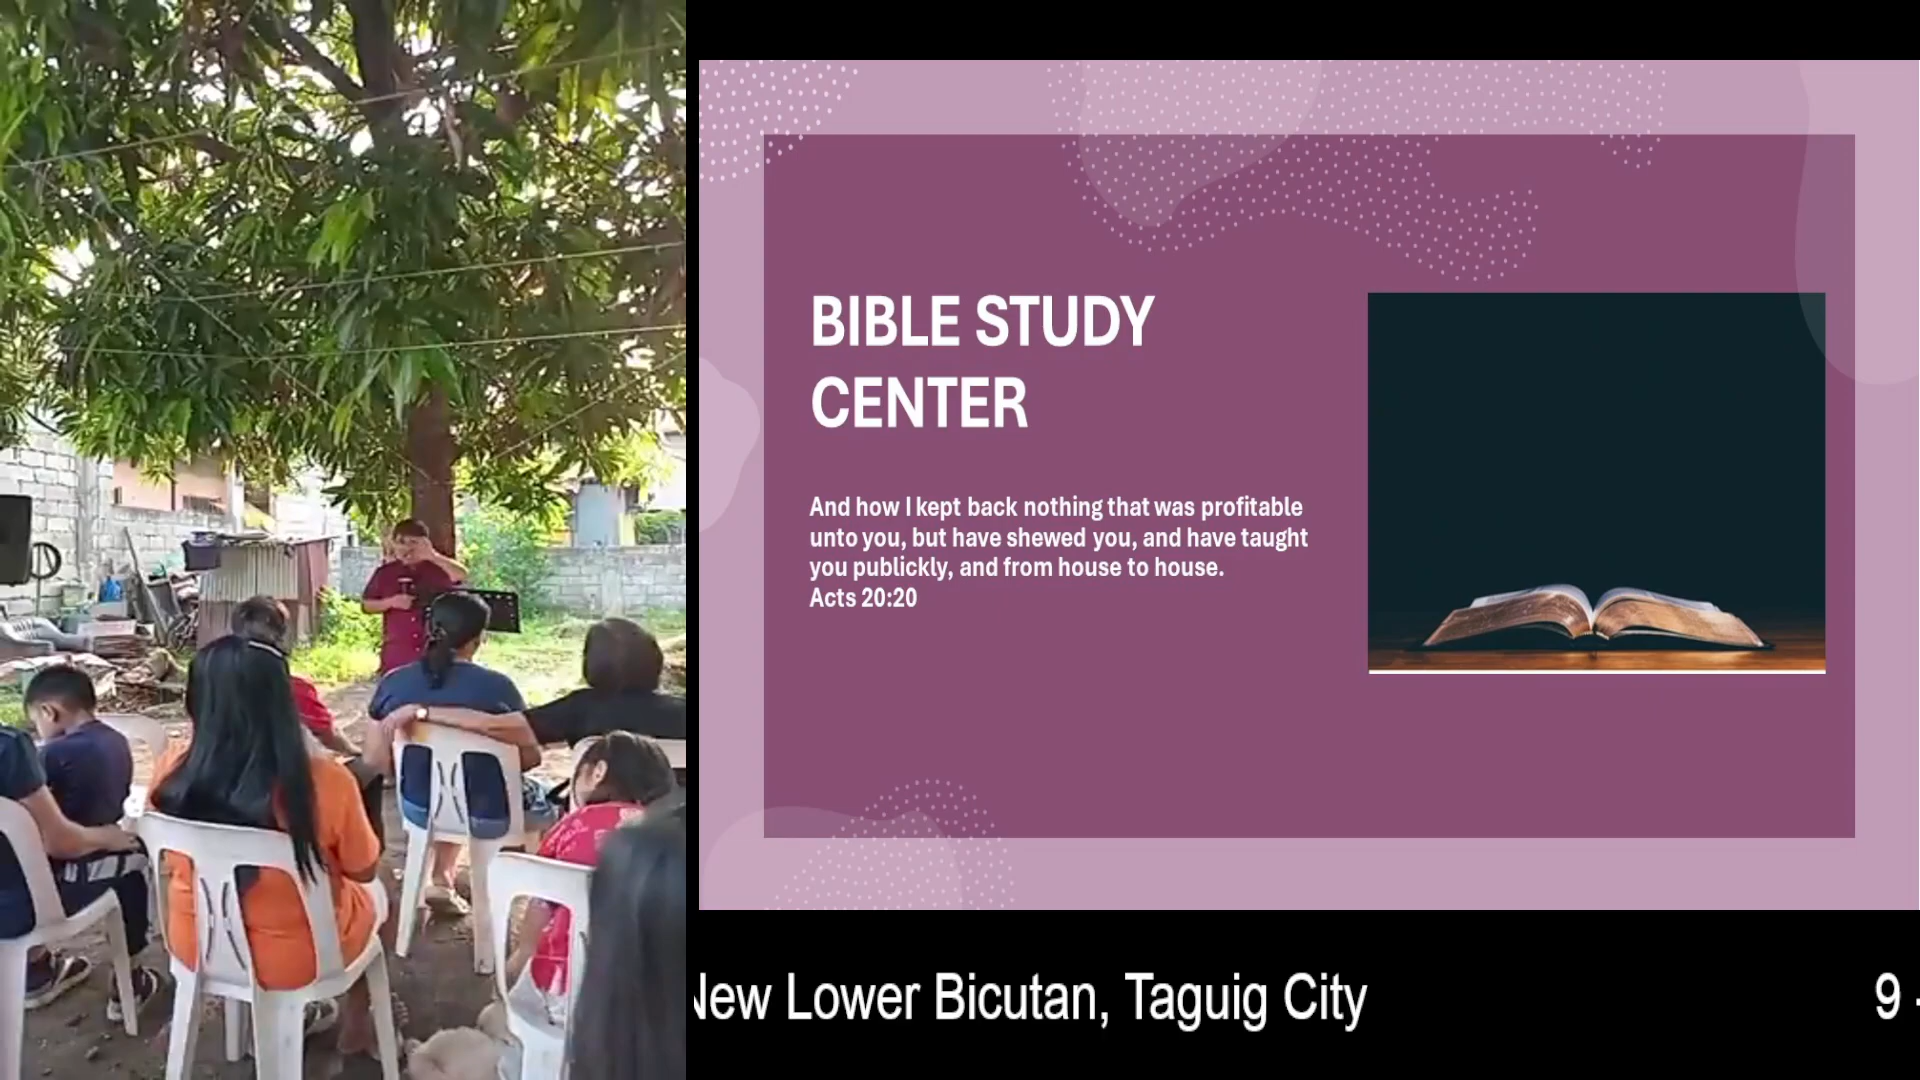 BIBLE STUDY
CENTER
And how I kept back nothing that was profitable
unto you, but have shewed you, and have taught
you publickly, and from house to house.
Acts 20:20
New Lower Bicutan, Taguig City
9 -